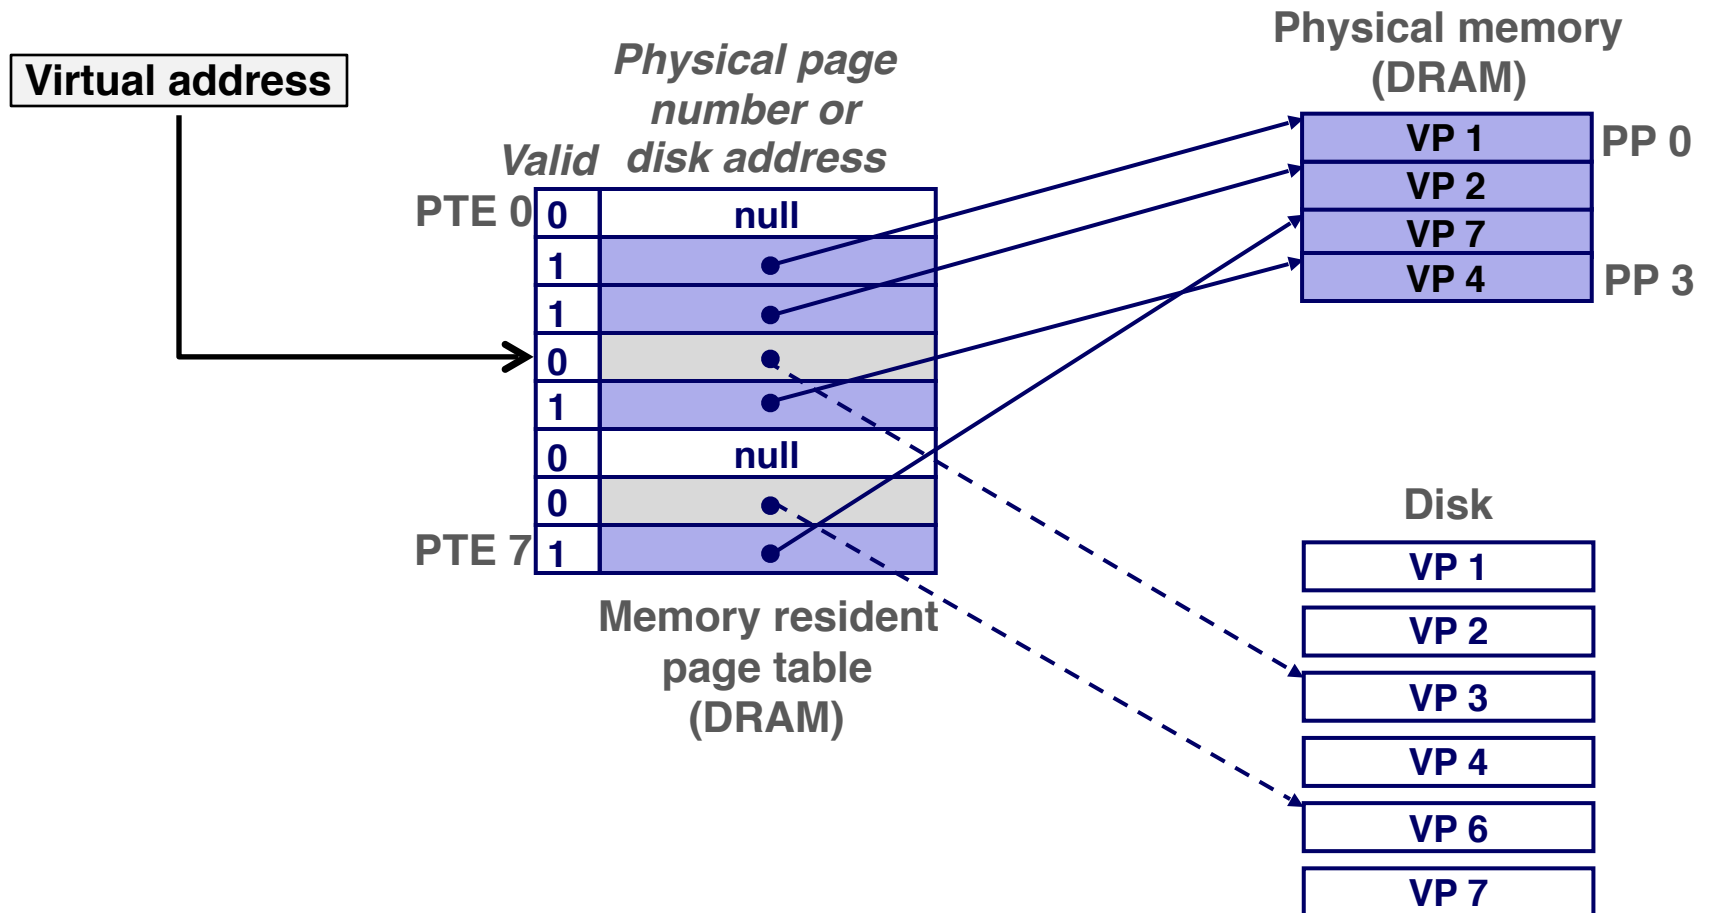 Virtual address
Physical page
number or
disk address
Valid
PTE 0
0
null
1
1
0
1
0
null
0
PTE 7
1
Memory resident
page table
(DRAM)
Physical memory
(DRAM)
VP 1
PP 0
VP 2
VP 7
VP 4
PP 3
Disk
VP 1
VP 2
VP 3
VP 4
VP 6
VP 7